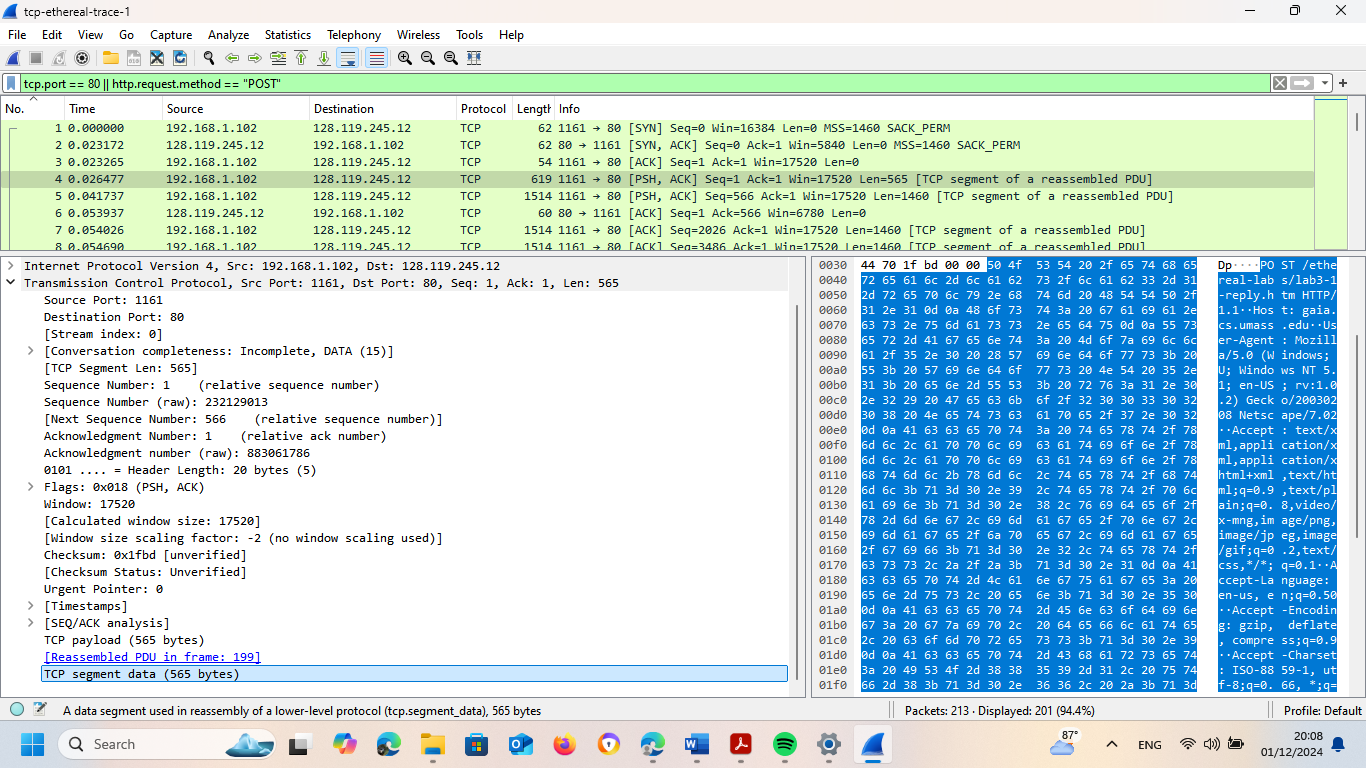 tcp-ethereal-trace-1
File Edit View Go Capture Analyze Statistics Telephony Wireless Tools Help
tcp.port == 80 || http.request.method == "POST"
No. Time Source Destination Protocol Length Info
1 0.000000 192.168.1.102 128.119.245.12 TCP 62 1161 → 80 [SYN] Seq=0 Win=16384 Len=0 MSS=1460 SACK_PERM
2 0.023172 128.119.245.12 192.168.1.102 TCP 62 80 → 1161 [SYN, ACK] Seq=0 Ack=1 Win=5840 Len=0 MSS=1460 SACK_PERM
3 0.023265 192.168.1.102 128.119.245.12 TCP 54 1161 → 80 [ACK] Seq=1 Ack=1 Win=17520 Len=0
4 0.026477 192.168.1.102 128.119.245.12 TCP 619 1161 → 80 [PSH, ACK] Seq=1 Ack=1 Win=17520 Len=565 [TCP segment of a reassembled PDU]
5 0.041737 192.168.1.102 128.119.245.12 TCP 1514 1161 → 80 [PSH, ACK] Seq=566 Ack=1 Win=17520 Len=1460 [TCP segment of a reassembled PDU]
6 0.053937 128.119.245.12 192.168.1.102 TCP 60 80 → 1161 [ACK] Seq=1 Ack=566 Win=6780 Len=0
7 0.054026 192.168.1.102 128.119.245.12 TCP 1514 1161 → 80 [ACK] Seq=2026 Ack=1 Win=17520 Len=1460 [TCP segment of a reassembled PDU]
8 0.054690 192.168.1.102 128.119.245.12 TCP 1514 1161 → 80 [ACK] Seq=3486 Ack=1 Win=17520 Len=1460 [TCP segment of a reassembled PDU]
Internet Protocol Version 4, Src: 192.168.1.102, Dst: 128.119.245.12
Transmission Control Protocol, Src Port: 1161, Dst Port: 80, Seq: 1, Ack: 1, Len: 565
Source Port: 1161
Destination Port: 80
[Stream index: 0]
[Conversation completeness: Incomplete, DATA (15)]
[TCP Segment Len: 565]
Sequence Number: 1 (relative sequence number)
Sequence Number (raw): 232129013
[Next Sequence Number: 566 (relative sequence number)]
Acknowledgment Number: 1 (relative ack number)
Acknowledgment number (raw): 883061786
0101 .... = Header Length: 20 bytes (5)
Flags: 0x018 (PSH, ACK)
Window: 17520
[Calculated window size: 17520]
[Window size scaling factor: -2 (no window scaling used)]
Checksum: 0x1fbd [unverified]
[Checksum Status: Unverified]
Urgent Pointer: 0
[Timestamps]
[SEQ/ACK analysis]
TCP payload (565 bytes)
[Reassembled PDU in frame: 199]
TCP segment data (565 bytes)
0030 44 70 1f bd 00 00 50 4f 53 54 20 2f 65 74 68 65 Dp····PO ST /ethe
0040 72 65 61 6c 2d 6c 61 62 73 2f 6c 61 62 33 2d 31 real-lab s/lab3-1
0050 2d 72 65 70 6c 79 2e 68 74 6d 20 48 54 54 50 2f -reply.h tm HTTP/
0060 31 2e 31 0d 0a 48 6f 73 74 3a 20 67 61 69 61 2e 1.1··Hos t: gaia.
0070 63 73 2e 75 6d 61 73 73 2e 65 64 75 0d 0a 55 73 cs.umass .edu··Us
0080 65 72 2d 41 67 65 6e 74 3a 20 4d 6f 7a 69 6c 6c er-Agent : Mozill
0090 61 2f 35 2e 30 20 28 57 69 6e 64 6f 77 73 3b 20 a/5.0 (W indows;
00a0 55 3b 20 57 69 6e 64 6f 77 73 20 4e 54 20 35 2e U; Windo ws NT 5.
00b0 31 3b 20 65 6e 2d 55 53 3b 20 72 76 3a 31 2e 30 1; en-US ; rv:1.0
00c0 2e 32 29 20 47 65 63 6b 6f 2f 32 30 30 33 30 32 .2) Geck o/200302
00d0 30 38 20 4e 65 74 73 63 61 70 65 2f 37 2e 30 32 08 Netsc ape/7.02
00e0 0d 0a 41 63 63 65 70 74 3a 20 74 65 78 74 2f 78 ··Accept : text/x
00f0 6d 6c 2c 61 70 70 6c 69 63 61 74 69 6f 6e 2f 78 ml,appli cation/x
0100 6d 6c 2c 61 70 70 6c 69 63 61 74 69 6f 6e 2f 78 ml,appli cation/x
0110 68 74 6d 6c 2b 78 6d 6c 2c 74 65 78 74 2f 68 74 html+xml ,text/ht
0120 6d 6c 3b 71 3d 30 2e 39 2c 74 65 78 74 2f 70 6c ml;q=0.9 ,text/pl
0130 61 69 6e 3b 71 3d 30 2e 38 2c 76 69 64 65 6f 2f ain;q=0. 8,video/
0140 78 2d 6d 6e 67 2c 69 6d 61 67 65 2f 70 6e 67 2c x-mng,im age/png,
0150 69 6d 61 67 65 2f 6a 70 65 67 2c 69 6d 61 67 65 image/jp eg,image
0160 2f 67 69 66 3b 71 3d 30 2e 32 2c 74 65 78 74 2f /gif;q=0 .2,text/
0170 63 73 73 2c 2a 2f 2a 3b 71 3d 30 2e 31 0d 0a 41 css,*/*; q=0.1··A
0180 63 63 65 70 74 2d 4c 61 6e 67 75 61 67 65 3a 20 ccept-La nguage:
0190 65 6e 2d 75 73 2c 20 65 6e 3b 71 3d 30 2e 35 30 en-us, e n;q=0.50
01a0 0d 0a 41 63 63 65 70 74 2d 45 6e 63 6f 64 69 6e ··Accept -Encodin
01b0 67 3a 20 67 7a 69 70 2c 20 64 65 66 6c 61 74 65 g: gzip, deflate
01c0 2c 20 63 6f 6d 70 72 65 73 73 3b 71 3d 30 2e 39 , compre ss;q=0.9
01d0 0d 0a 41 63 63 65 70 74 2d 43 68 61 72 73 65 74 ··Accept -Charset
01e0 3a 20 49 53 4f 2d 38 38 35 39 2d 31 2c 20 75 74 : ISO-88 59-1, ut
01f0 66 2d 38 3b 71 3d 30 2e 36 36 2c 20 2a 3b 71 3d f-8;q=0. 66, *;q=
A data segment used in reassembly of a lower-level protocol (tcp.segment_data), 565 bytes
Packets: 213 · Displayed: 201 (94.4%)
Profile: Default
Search
87°
ENG
20:08
01/12/2024